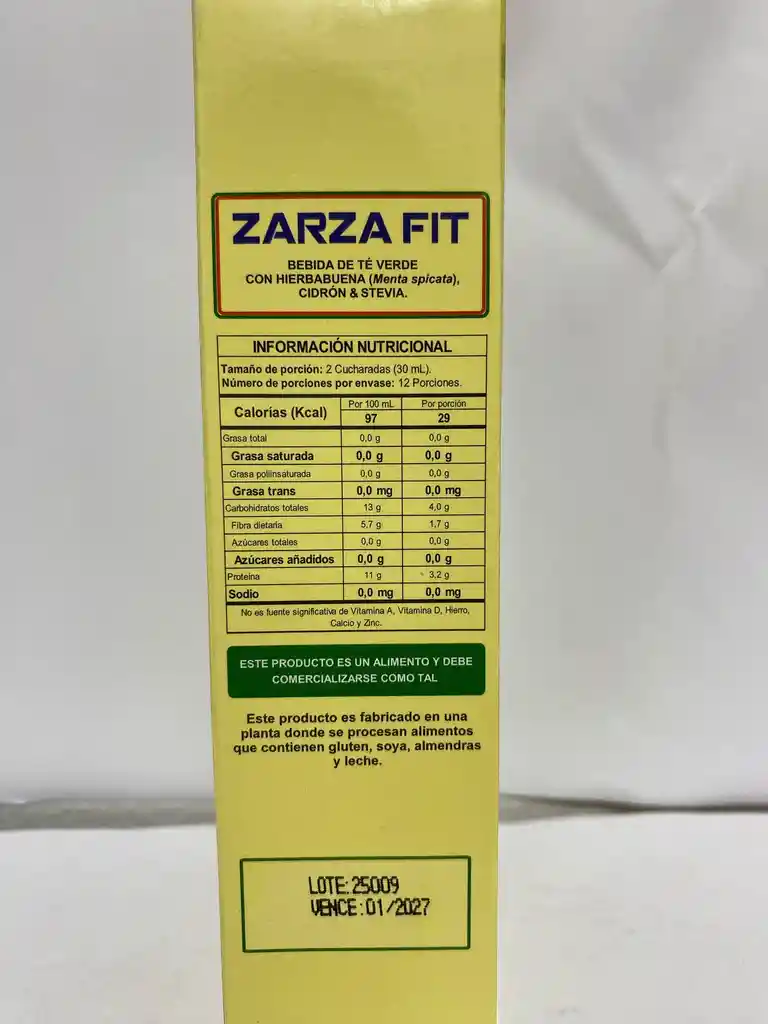 ZARZA FIT
BEBIDA DE TÉ VERDE
CON HIERBABUENA (Menta spicata),
CIDRÓN & STEVIA.
INFORMACIÓN NUTRICIONAL
Tamaño de porción: 2 Cucharadas (30 mL).
Número de porciones por envase: 12 Porciones.
Calorías (Kcal) Por 100 mL Por porción
97 29
Grasa total 0,0 g 0,0 g
Grasa saturada 0,0 g 0,0 g
Grasa poliinsaturada 0,0 g 0,0 g
Grasa trans 0,0 mg 0,0 mg
Carbohidratos totales 13 g 4,0 g
Fibra dietaria 5,7 g 1,7 g
Azúcares totales 0,0 g 0,0 g
Azúcares añadidos 0,0 g 0,0 g
Proteína 11 g 3,2 g
Sodio 0,0 mg 0,0 mg
No es fuente significativa de Vitamina A, Vitamina D, Hierro,
Calcio y Zinc.
ESTE PRODUCTO ES UN ALIMENTO Y DEBE
COMERCIALIZARSE COMO TAL
Este producto es fabricado en una
planta donde se procesan alimentos
que contienen gluten, soya, almendras
y leche.
LOTE:25009
VENCE:01/2027